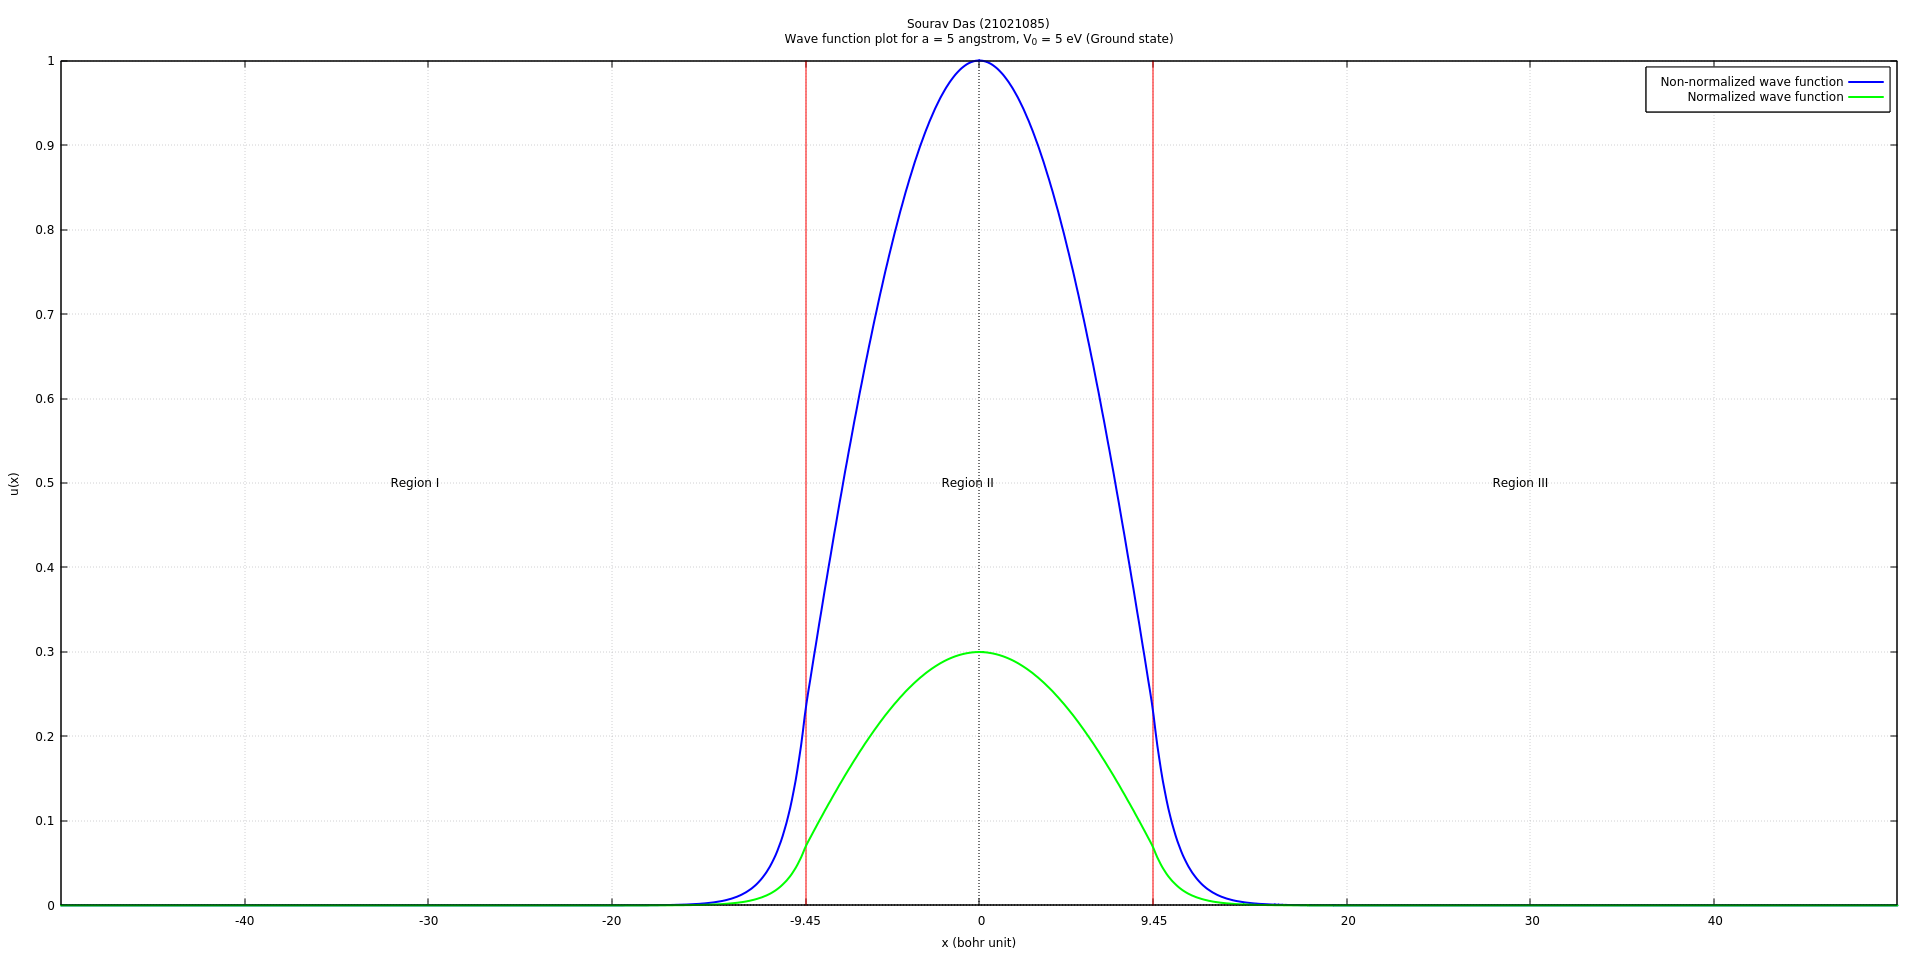 Sourav Das (21021085)
Wave function plot for a = 5 angstrom, V₀ = 5 eV (Ground state)
Non-normalized wave function
Normalized wave function
1
0.9
0.8
0.7
0.6
0.5
0.4
0.3
0.2
0.1
0
u(x)
Region I
Region II
Region III
-40
-30
-20
-9.45
0
9.45
20
30
40
x (bohr unit)